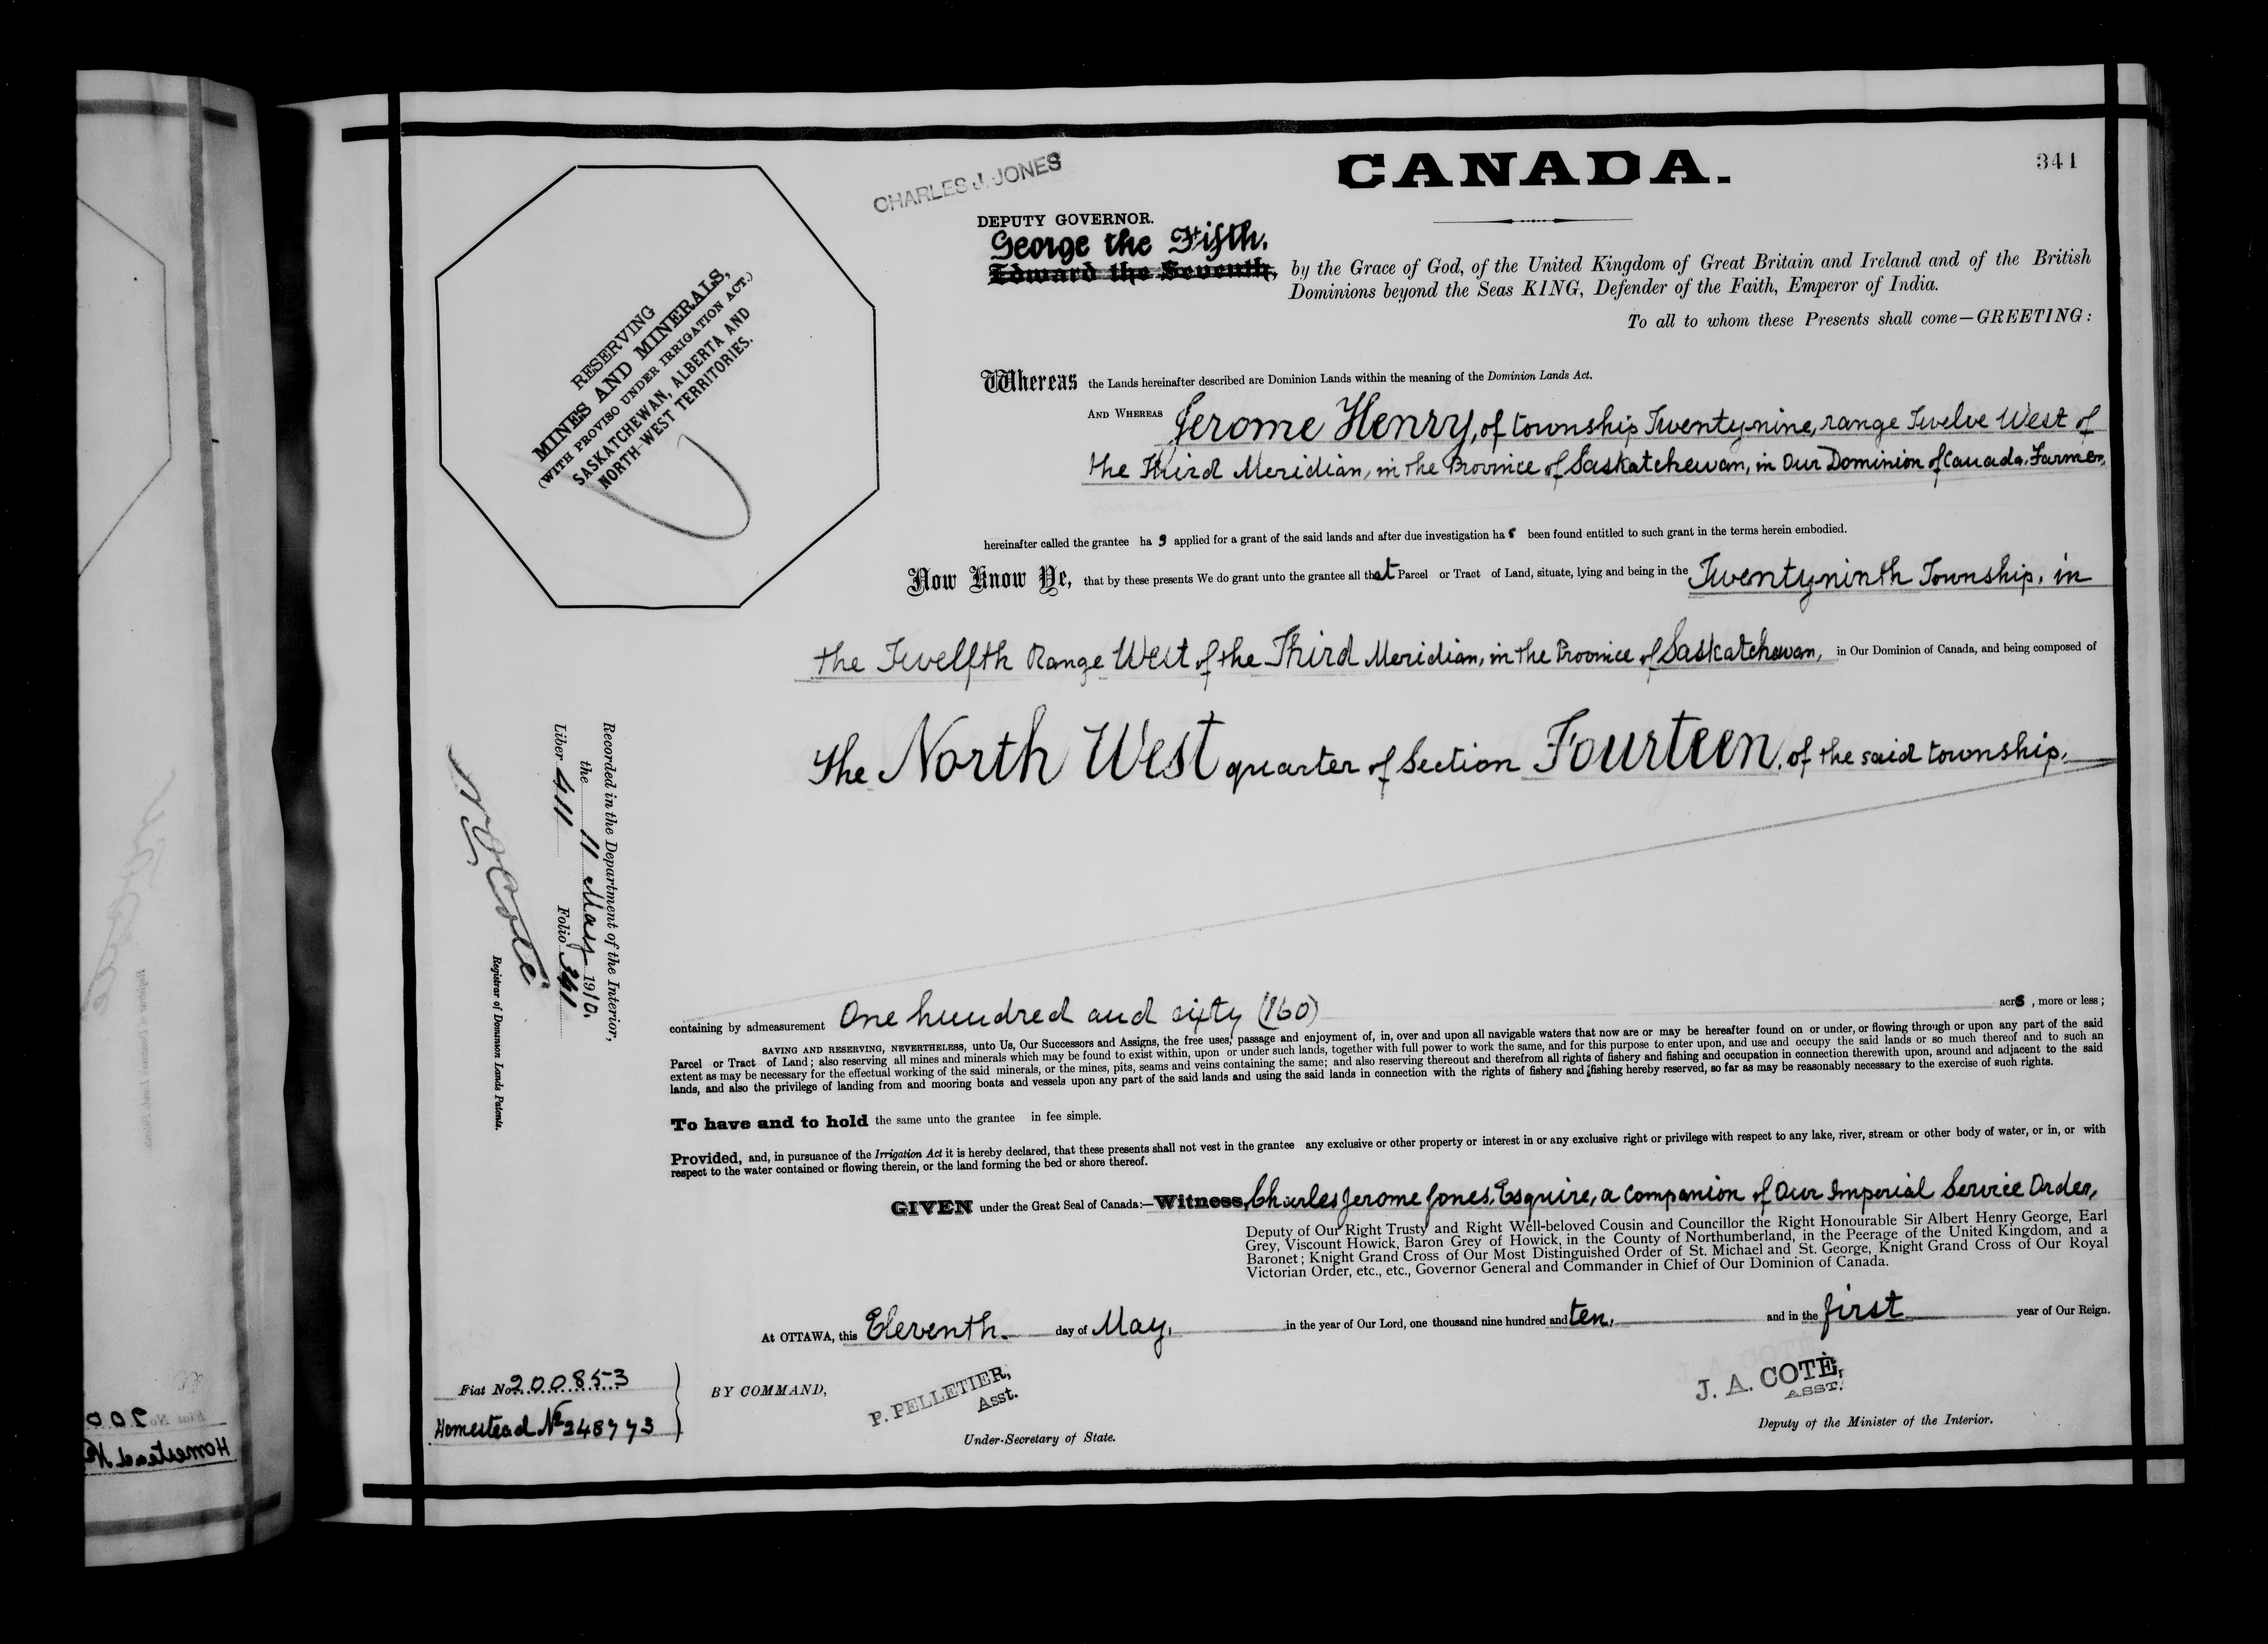 CANADA.
341
CHARLES J. JONES
DEPUTY GOVERNOR.
George the Fifth,
Edward the Seventh,
by the Grace of God, of the United Kingdom of Great Britain and Ireland and of the British
Dominions beyond the Seas KING, Defender of the Faith, Emperor of India.
To all to whom these Presents shall come—GREETING:
RESERVING
MINES AND MINERALS,
(WITH PROVISO UNDER IRRIGATION ACT.)
SASKATCHEWAN, ALBERTA AND
NORTH-WEST TERRITORIES.
Whereas the Lands hereinafter described are Dominion Lands within the meaning of the Dominion Lands Act.
AND WHEREAS Jerome Henry, of township Twenty-nine, range Twelve West of
the Third Meridian, in the Province of Saskatchewan, in Our Dominion of Canada, Farmer,
hereinafter called the grantee has applied for a grant of the said lands and after due investigation has been found entitled to such grant in the terms herein embodied.
Now Know Ye, that by these presents We do grant unto the grantee all that Parcel or Tract of Land, situate, lying and being in the Twenty-ninth Township, in
the Twelfth Range West of the Third Meridian, in the Province of Saskatchewan, in Our Dominion of Canada, and being composed of
The North West quarter of Section Fourteen, of the said township,
Recorded in the Department of the Interior,
the 11 May 1910.
Liber 411 Folio 341
N O Coté
Registrar of Dominion Lands Patents.
containing by admeasurement One hundred and sixty (160) acres, more or less;
SAVING AND RESERVING, NEVERTHELESS, unto Us, Our Successors and Assigns, the free uses, passage and enjoyment of, in, over and upon all navigable waters that now are or may be hereafter found on or under, or flowing through or upon any part of the said
Parcel or Tract of Land; also reserving all mines and minerals which may be found to exist within, upon or under such lands, together with full power to work the same, and for this purpose to enter upon, and use and occupy the said lands or so much thereof and to such an
extent as may be necessary for the effectual working of the said minerals, or the mines, pits, seams and veins containing the same; and also reserving thereout and therefrom all rights of fishery and fishing and occupation in connection therewith upon, around and adjacent to the said
lands, and also the privilege of landing from and mooring boats and vessels upon any part of the said lands and using the said lands in connection with the rights of fishery and fishing hereby reserved, so far as may be reasonably necessary to the exercise of such rights.
To have and to hold the same unto the grantee in fee simple.
Provided, and, in pursuance of the Irrigation Act it is hereby declared, that these presents shall not vest in the grantee any exclusive or other property or interest in or any exclusive right or privilege with respect to any lake, river, stream or other body of water, or in, or with
respect to the water contained or flowing therein, or the land forming the bed or shore thereof.
GIVEN under the Great Seal of Canada:—Witness, Charles Jerome Jones, Esquire, a Companion of Our Imperial Service Order,
Deputy of Our Right Trusty and Right Well-beloved Cousin and Councillor the Right Honourable Sir Albert Henry George, Earl
Grey, Viscount Howick, Baron Grey of Howick, in the County of Northumberland, in the Peerage of the United Kingdom, and a
Baronet; Knight Grand Cross of Our Most Distinguished Order of St. Michael and St. George, Knight Grand Cross of Our Royal
Victorian Order, etc., etc., Governor General and Commander in Chief of Our Dominion of Canada.
At OTTAWA, this Eleventh day of May, in the year of Our Lord, one thousand nine hundred and ten, and in the first year of Our Reign.
Fiat No. 200853
Homestead No 248773
BY COMMAND,
P. PELLETIER,
Asst.
Under-Secretary of State.
J. A. COTÉ,
ASST.
Deputy of the Minister of the Interior.